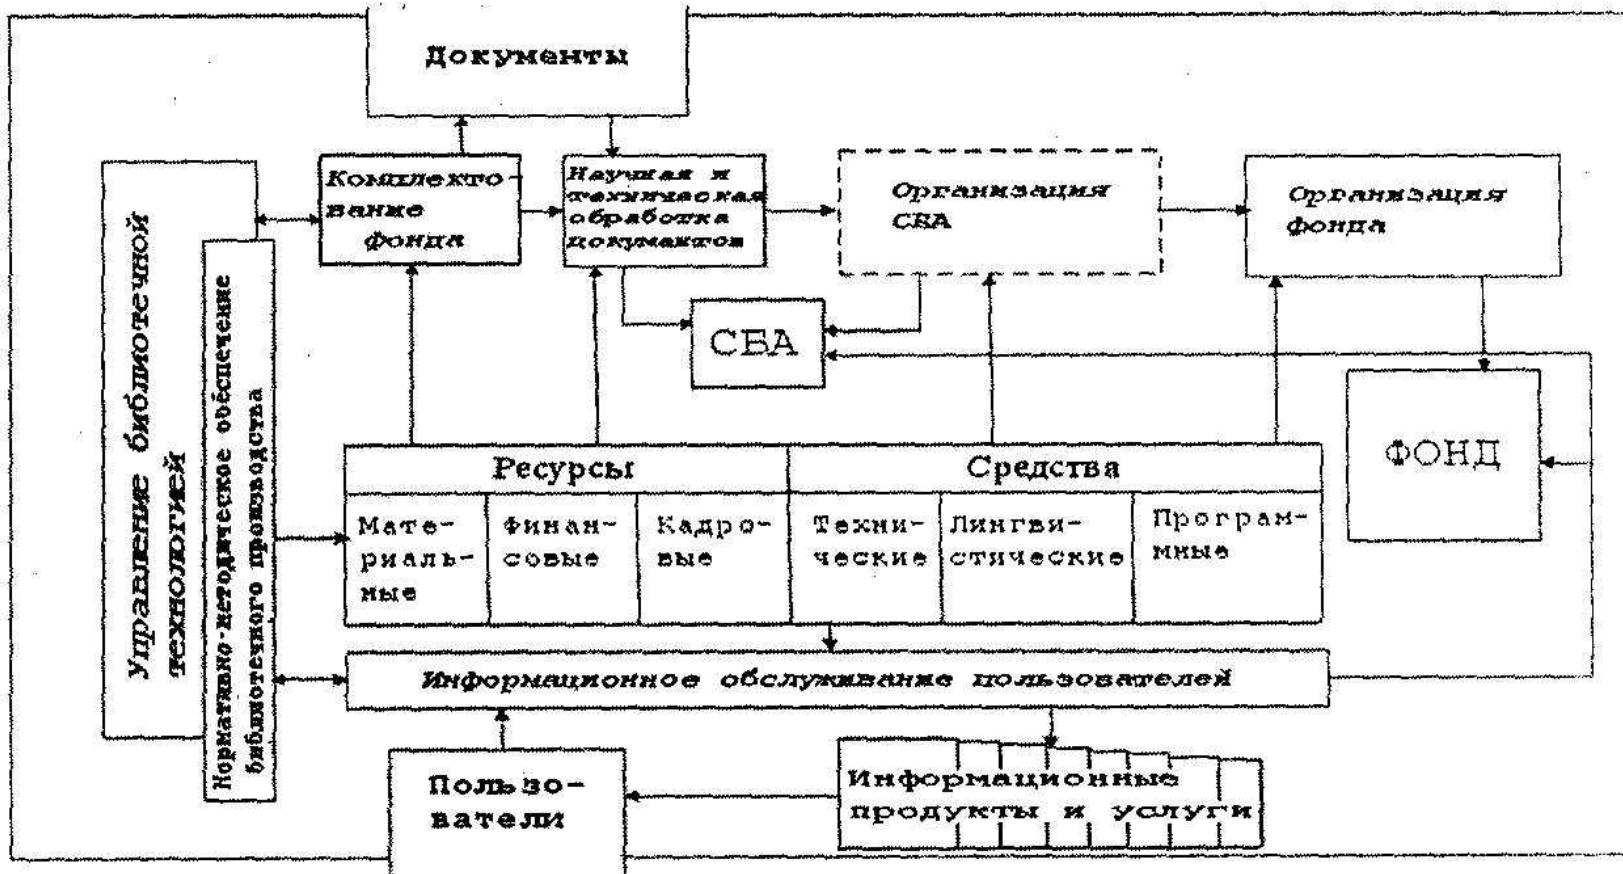 Документы
Комплекто-
вание
фонда
Научная и
техническая
обработка
документов
Организация
СБА
Организация
фонда
Управление библиотечной
технологией
Нормативно-методическое обеспечение
библиотечного производства
СБА
ФОНД
Ресурсы
Средства
Мате-
риаль-
ные
Финан-
совые
Кадро-
вые
Техни-
ческие
Лингви-
стические
Програм-
мные
Информационное обслуживание пользователей
Пользо-
ватели
Информационные
продукты и услуги